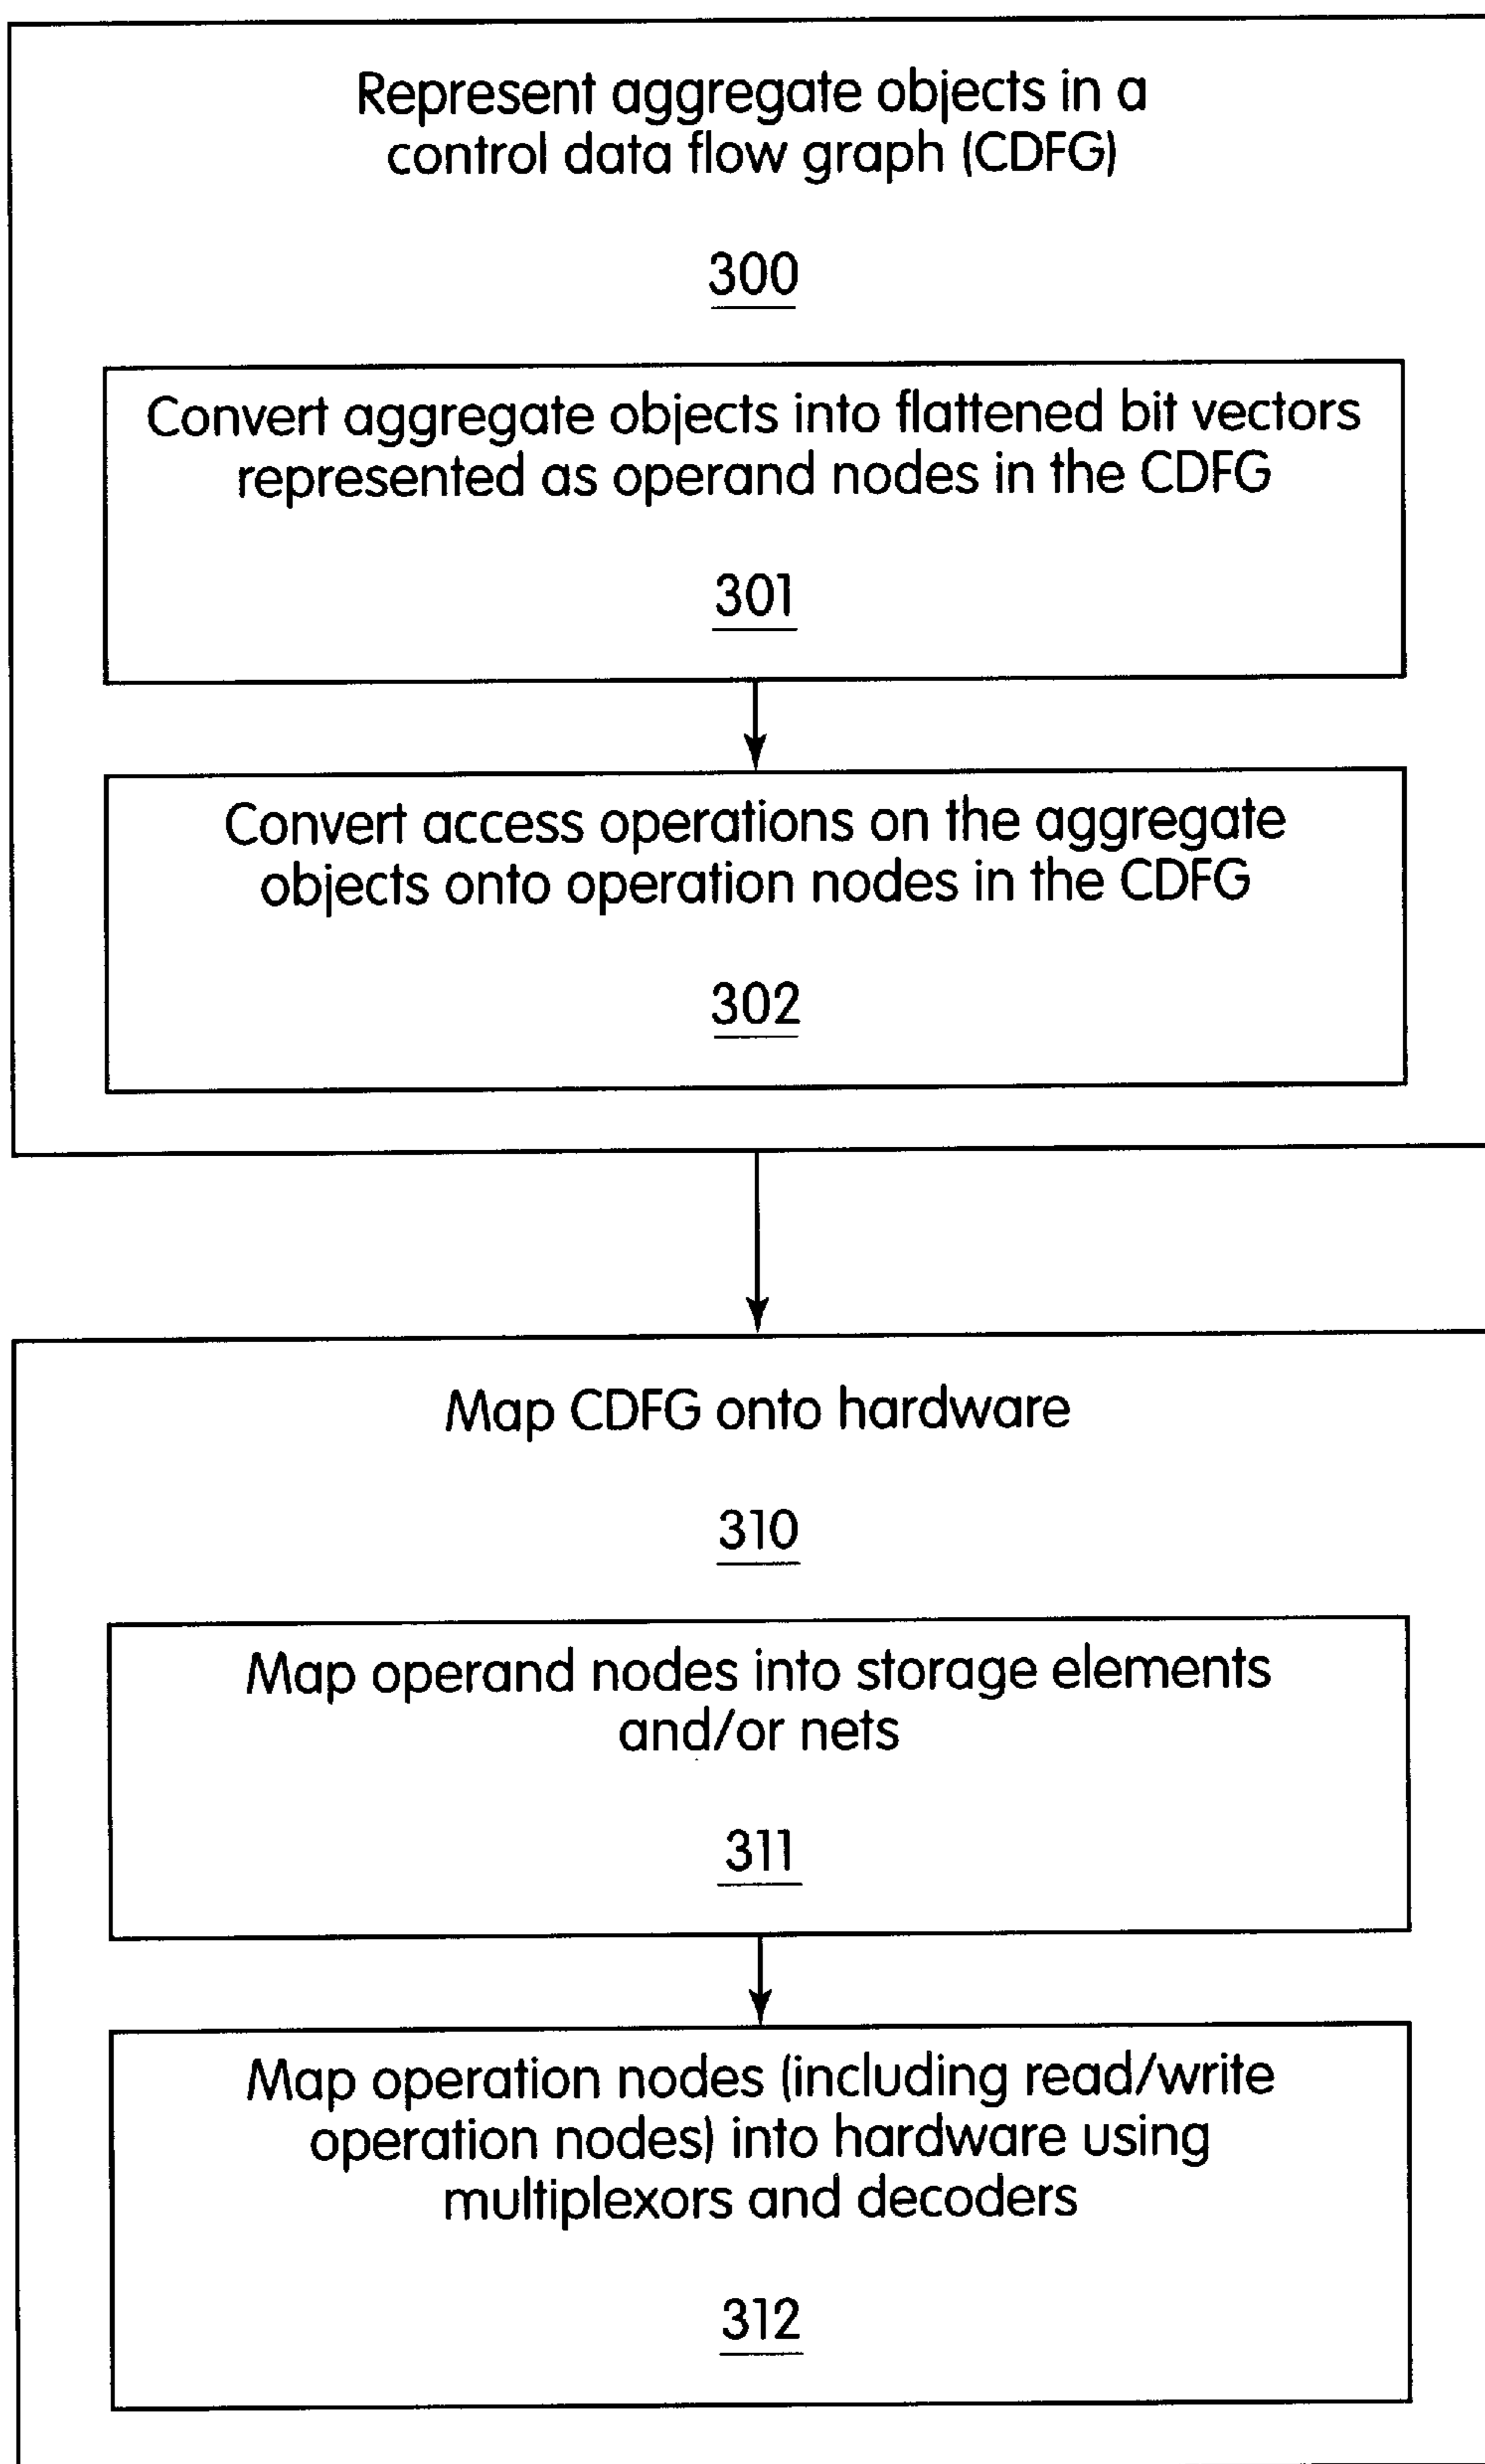 Represent aggregate objects in a
control data flow graph (CDFG)
300
Convert aggregate objects into flattened bit vectors
represented as operand nodes in the CDFG
301
Convert access operations on the aggregate
objects onto operation nodes in the CDFG
302
Map CDFG onto hardware
310
Map operand nodes into storage elements
and/or nets
311
Map operation nodes (including read/write
operation nodes) into hardware using
multiplexors and decoders
312